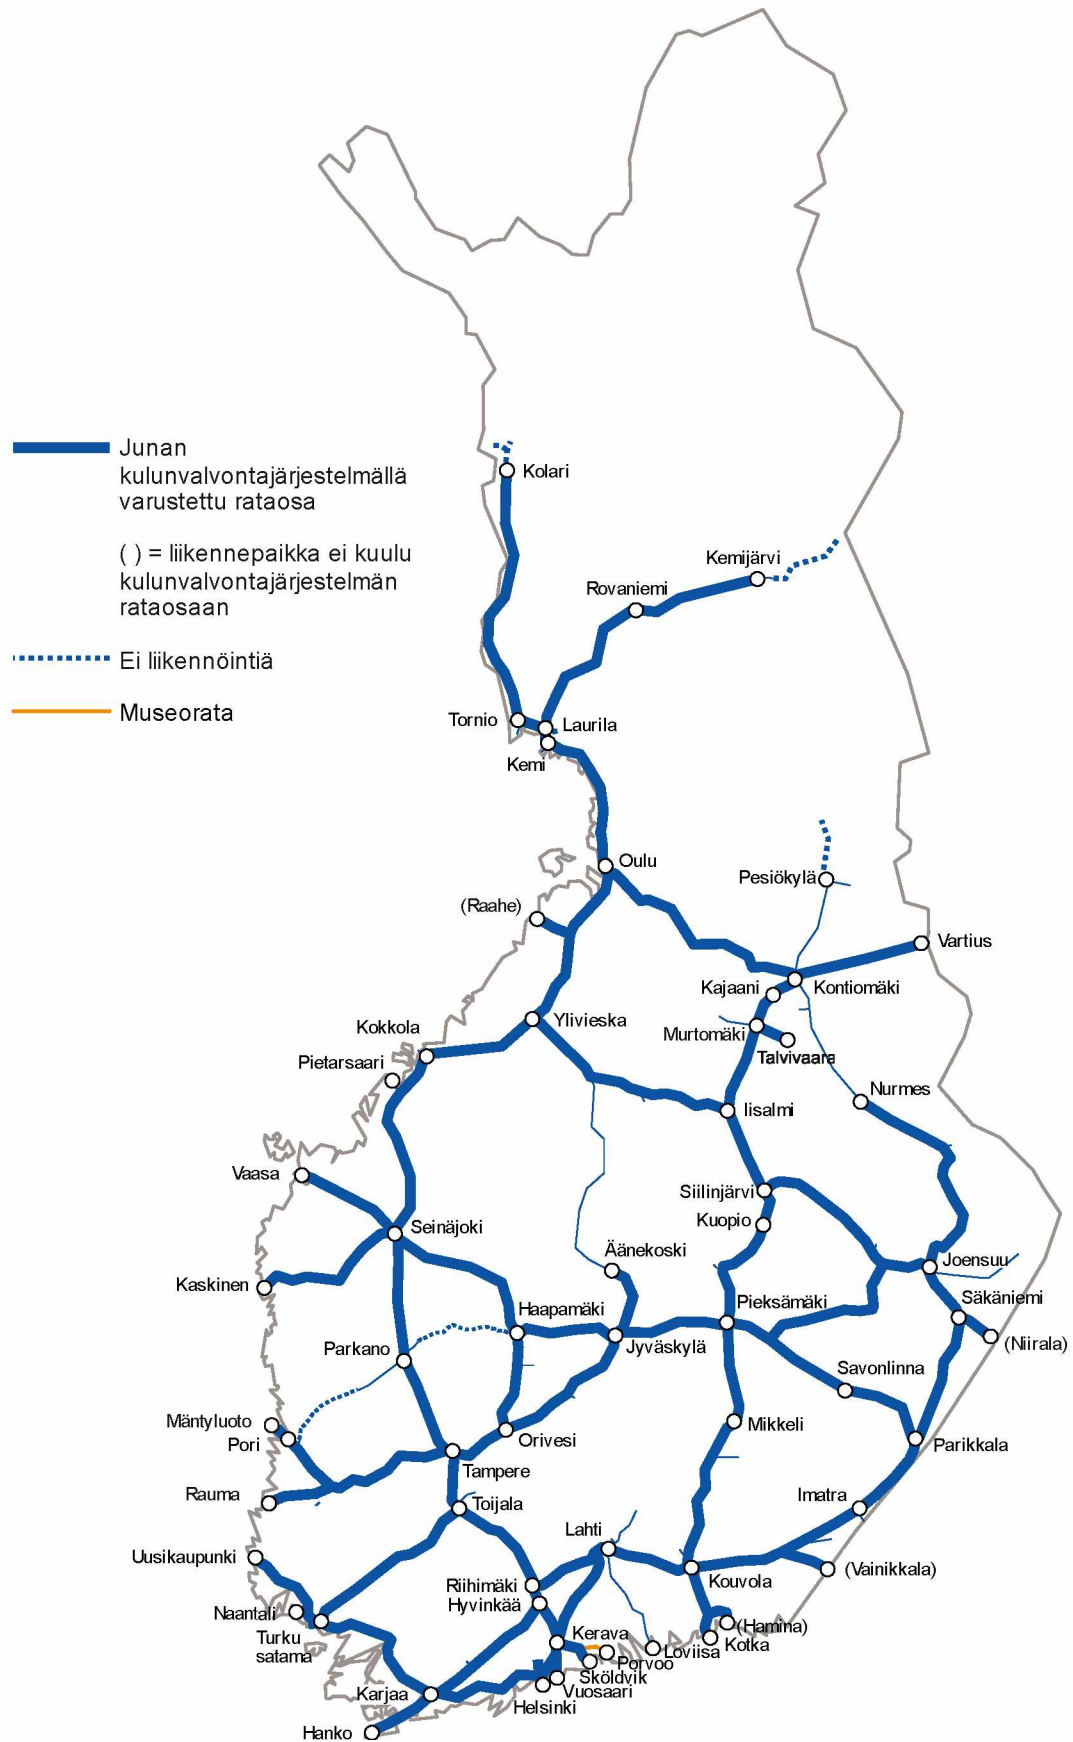 Junan
kulunvalvontajärjestelmällä
varustettu rataosa
( ) = liikennepaikka ei kuulu
kulunvalvontajärjestelmän
rataosaan
Ei liikennöintiä
Museorata
Kolari
Kemijärvi
Rovaniemi
Tornio
Laurila
Kemi
Oulu
Pesiökylä
(Raahe)
Vartius
Kajaani
Kontiomäki
Ylivieska
Kokkola
Murtomäki
Talvivaara
Pietarsaari
Nurmes
Iisalmi
Vaasa
Siilinjärvi
Kuopio
Seinäjoki
Äänekoski
Joensuu
Kaskinen
Säkäniemi
Haapamäki
Pieksämäki
Parkano
Jyväskylä
(Niirala)
Savonlinna
Mäntyluoto
Mikkeli
Pori
Orivesi
Parikkala
Tampere
Rauma
Imatra
Toijala
Lahti
Uusikaupunki
(Vainikkala)
Kouvola
Riihimäki
Hyvinkää
Naantali
Turku
satama
Kerava
(Hamina)
Kotka
Loviisa
Porvoo
Sköldvik
Vuosaari
Karjaa
Helsinki
Hanko